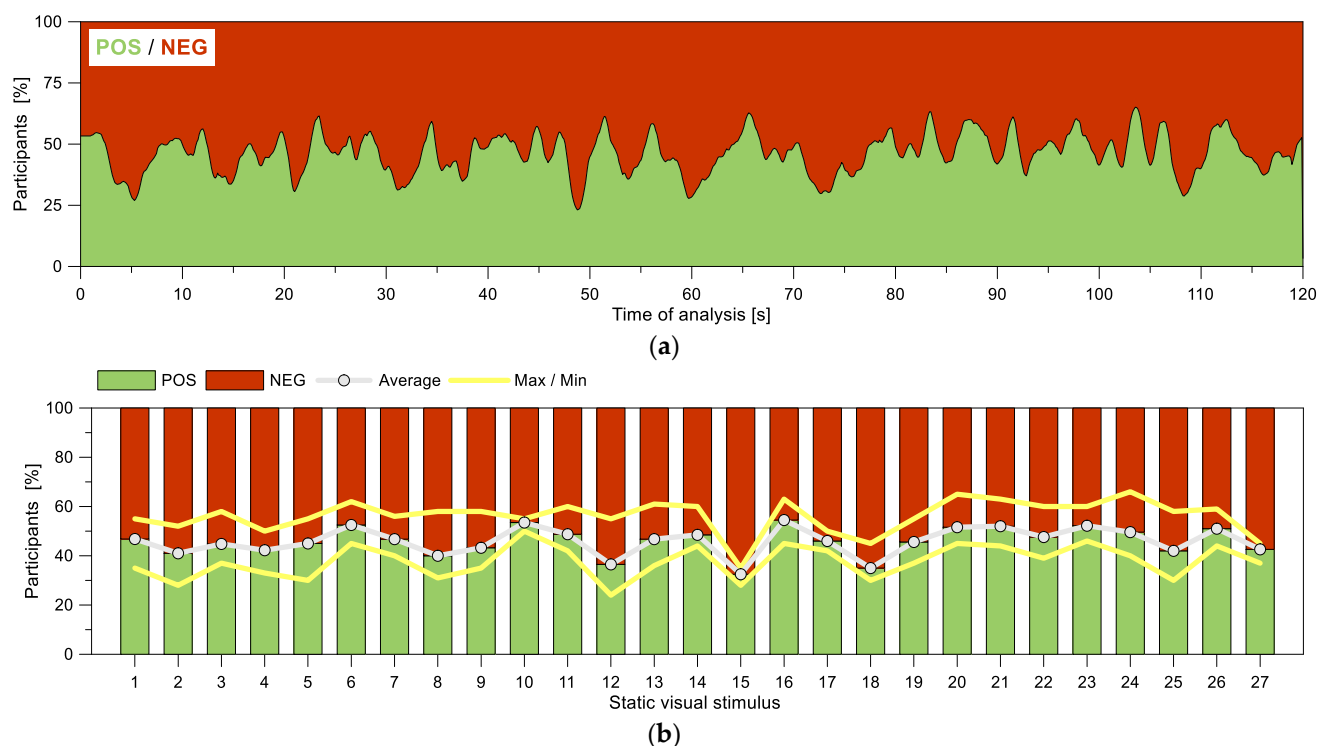 100
POS / NEG
75
50
25
0
Participants [%]
0 10 20 30 40 50 60 70 80 90 100 110 120
Time of analysis [s]
(a)
POS NEG Average Max / Min
100
80
60
40
20
0
Participants [%]
1 2 3 4 5 6 7 8 9 10 11 12 13 14 15 16 17 18 19 20 21 22 23 24 25 26 27
Static visual stimulus
(b)